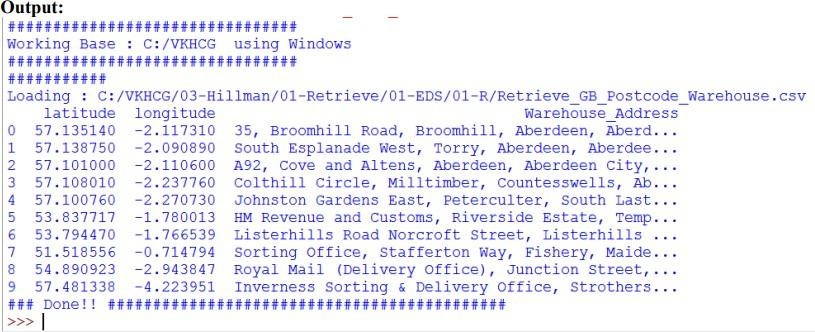 Output:
################################
Working Base : C:/VKHCG  using Windows
################################
###########
Loading : C:/VKHCG/03-Hillman/01-Retrieve/01-EDS/01-R/Retrieve_GB_Postcode_Warehouse.csv
latitude longitude Warehouse_Address
0 57.135140 -2.117310 35, Broomhill Road, Broomhill, Aberdeen, Aberd...
1 57.138750 -2.090890 South Esplanade West, Torry, Aberdeen, Aberdee...
2 57.101000 -2.110600 A92, Cove and Altens, Aberdeen, Aberdeen City,...
3 57.108010 -2.237760 Colthill Circle, Milltimber, Countesswells, Ab...
4 57.100760 -2.270730 Johnston Gardens East, Peterculter, South Last...
5 53.837717 -1.780013 HM Revenue and Customs, Riverside Estate, Temp...
6 53.794470 -1.766539 Listerhills Road Norcroft Street, Listerhills ...
7 51.518556 -0.714794 Sorting Office, Stafferton Way, Fishery, Maide...
8 54.890923 -2.943847 Royal Mail (Delivery Office), Junction Street,...
9 57.481338 -4.223951 Inverness Sorting & Delivery Office, Strothers...
### Done!! ############################################
>>>